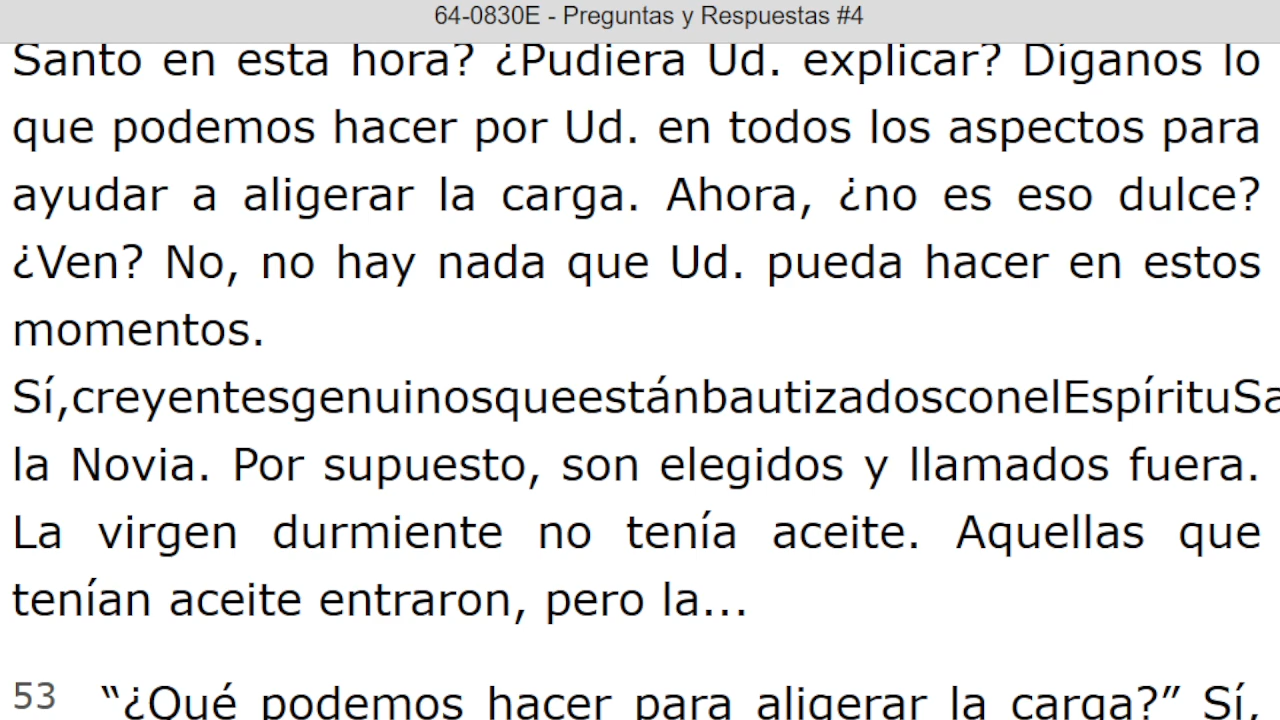 64-0830E - Preguntas y Respuestas #4
Santo en esta hora? ¿Pudiera Ud. explicar? Díganos lo
que podemos hacer por Ud. en todos los aspectos para
ayudar a aligerar la carga. Ahora, ¿no es eso dulce?
¿Ven? No, no hay nada que Ud. pueda hacer en estos
momentos.
Sí,creyentesgenuinosqueestánbautizadosconelEspírituSa
la Novia. Por supuesto, son elegidos y llamados fuera.
La virgen durmiente no tenía aceite. Aquellas que
tenían aceite entraron, pero la...
53 “¿Qué podemos hacer para aligerar la carga?” Sí,